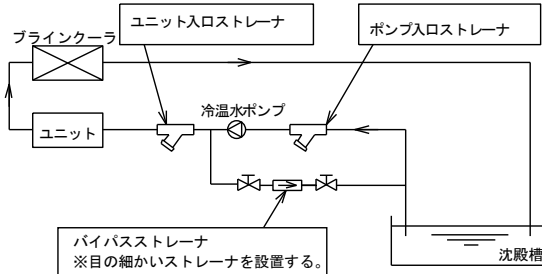 ユニット入口ストレーナ
ポンプ入口ストレーナ
ブラインクーラ
冷温水ポンプ
ユニット
バイパスストレーナ
※目の細かいストレーナを設置する。
沈殿槽